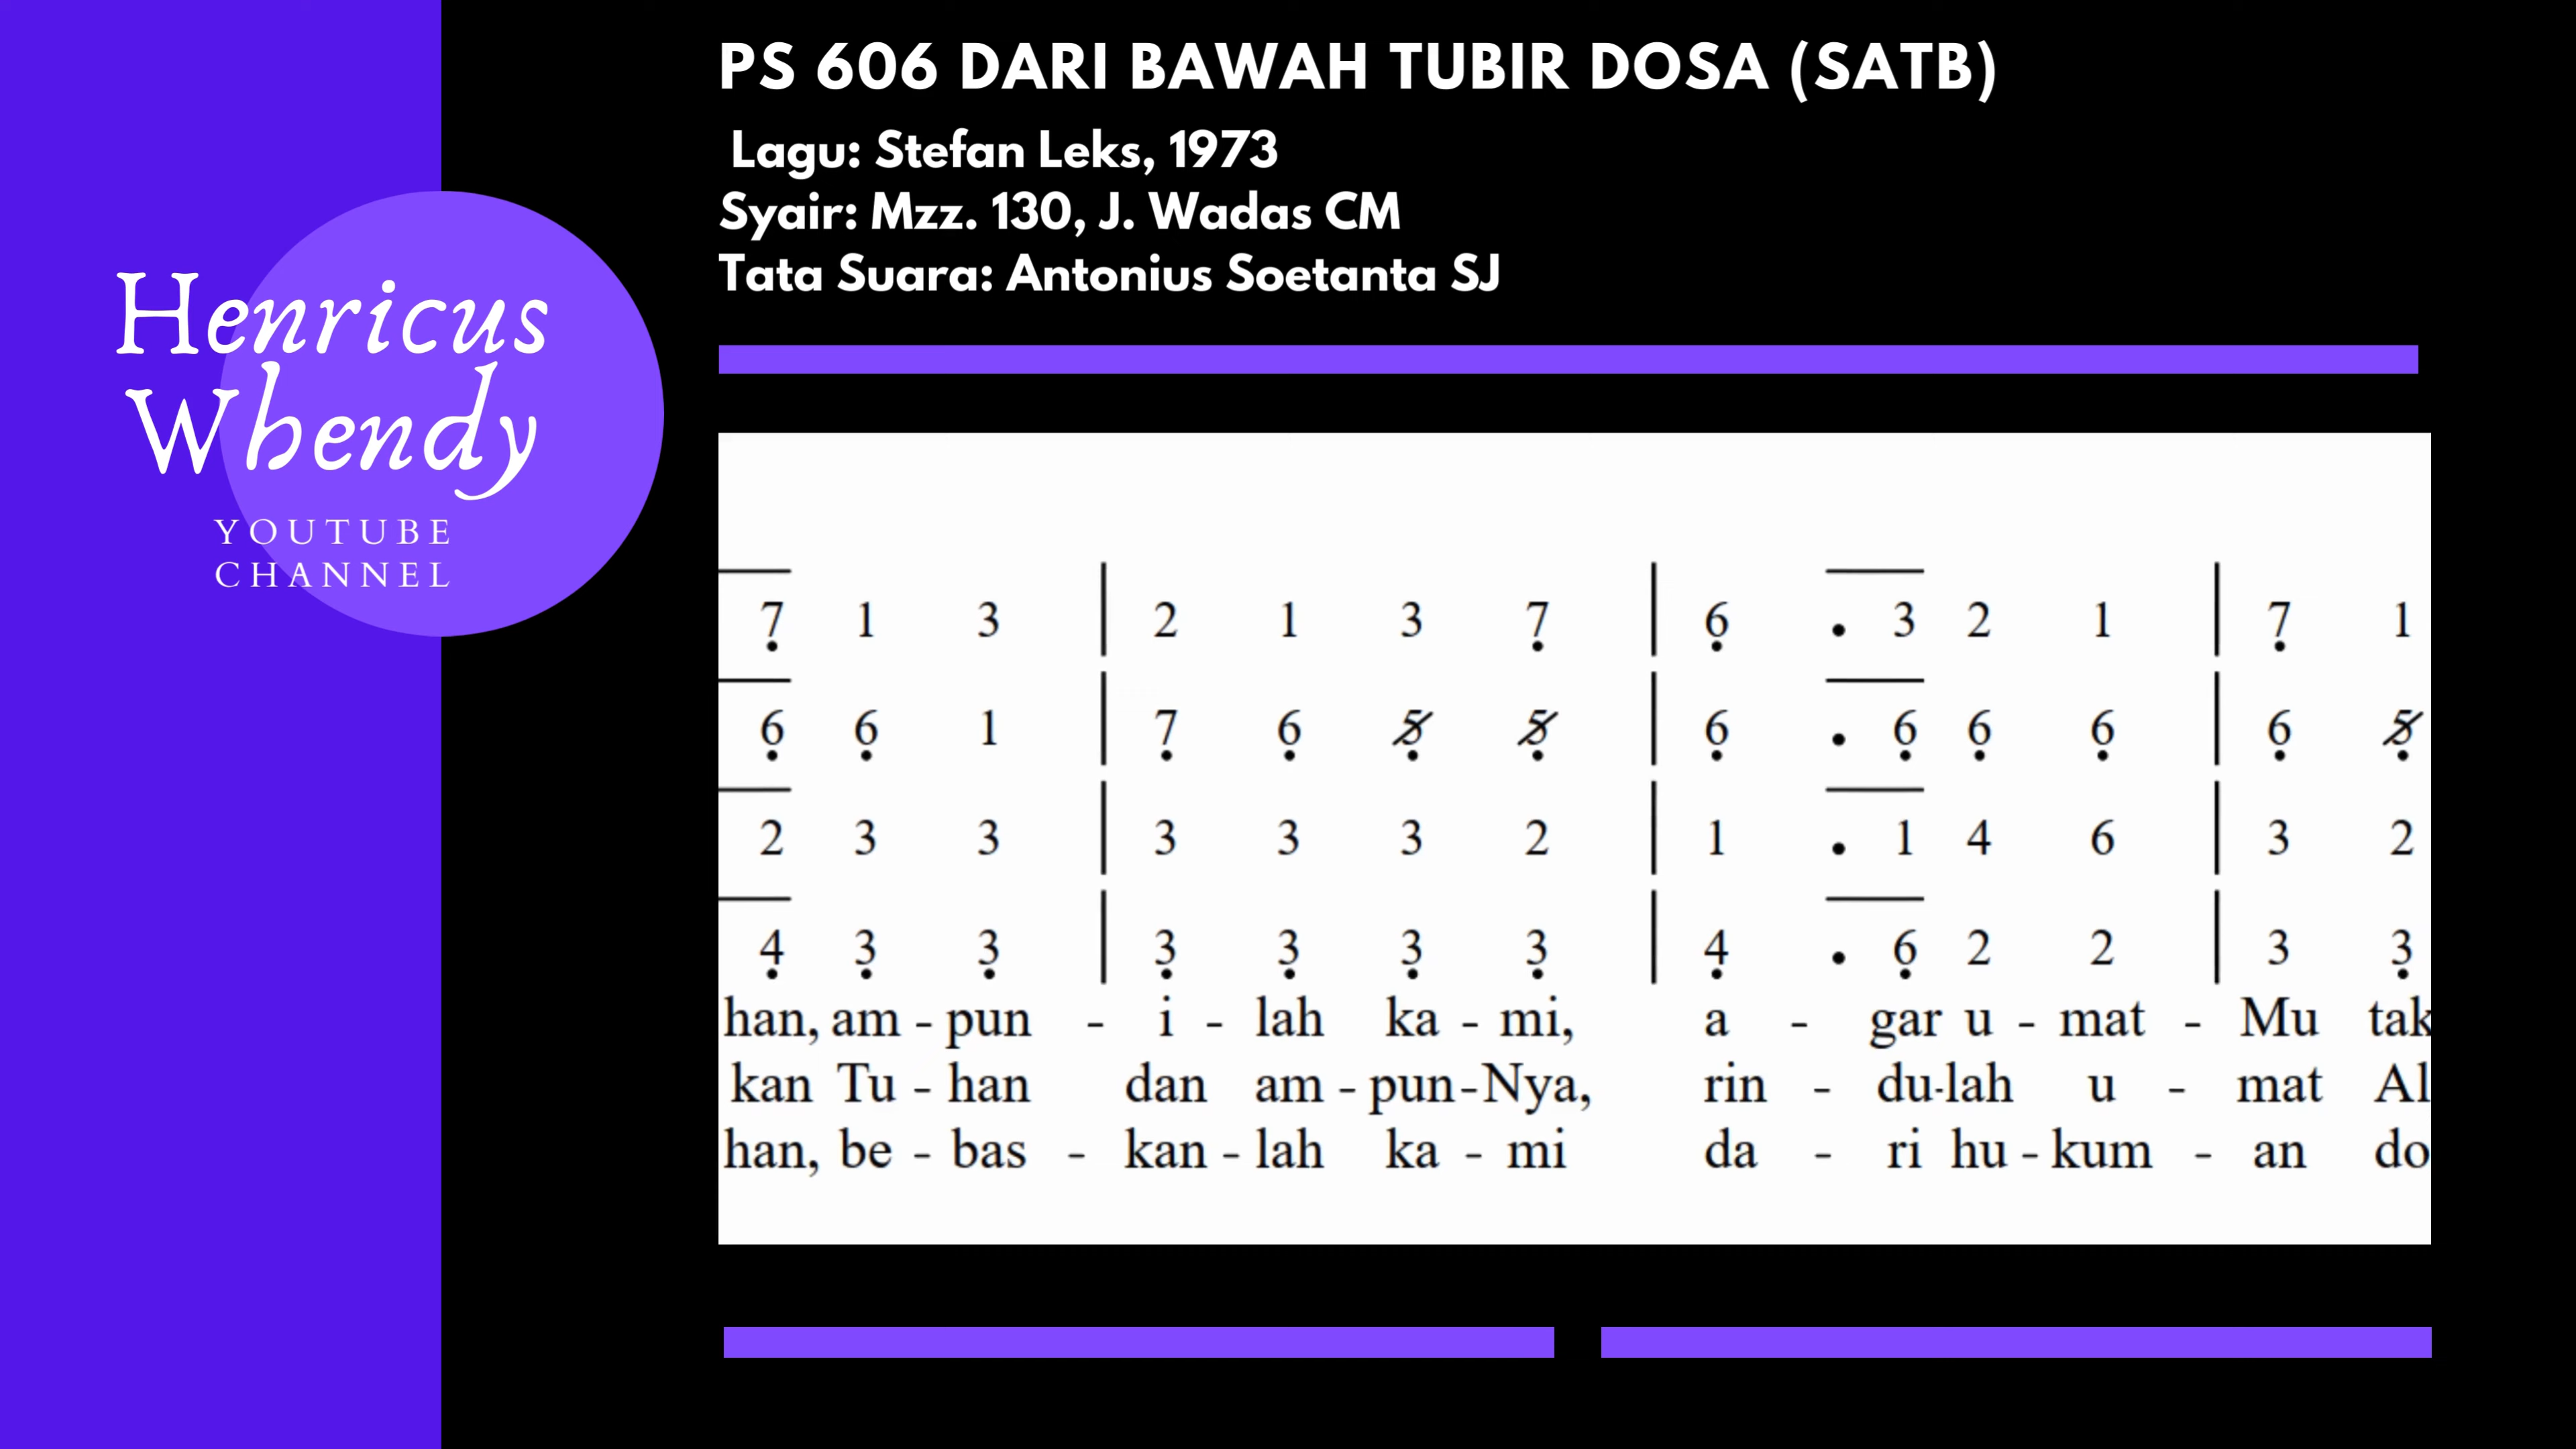 PS 606 DARI BAWAH TUBIR DOSA (SATB)
Lagu: Stefan Leks, 1973
Syair: Mzz. 130, J. Wadas CM
Tata Suara: Antonius Soetanta SJ
Henricus
Whendy
YOUTUBE
CHANNEL
7̣ 1 3 | 2 1 3 7̣ | 6̣ . 3 2 1 | 7̣ 1
6̣ 6̣ 1 | 7̣ 6̣ 5̸̣ 5̸̣ | 6̣ . 6̣ 6̣ 6̣ | 6̣ 5̸̣
2 3 3 | 3 3 3 2 | 1 . 1 4 6 | 3 2
4̣ 3̣ 3̣ | 3̣ 3̣ 3̣ 3̣ | 4̣ . 6̣ 2 2 | 3 3̣
han, am - pun - i - lah ka - mi, a - gar u - mat - Mu tak
kan Tu - han dan am - pun - Nya, rin - du - lah u - mat Al
han, be - bas - kan - lah ka - mi da - ri hu - kum - an do